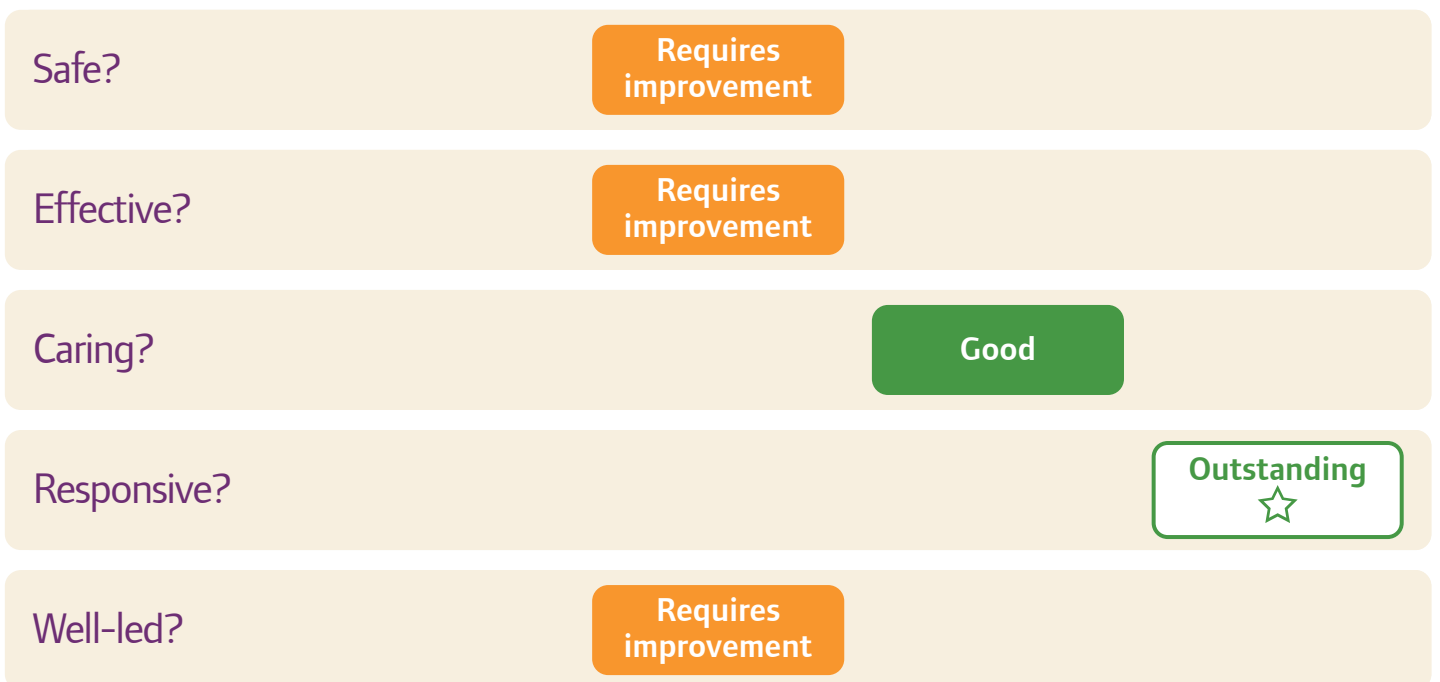 Safe?
Requires
improvement
Effective?
Requires
improvement
Caring?
Good
Responsive?
Outstanding
Well-led?
Requires
improvement